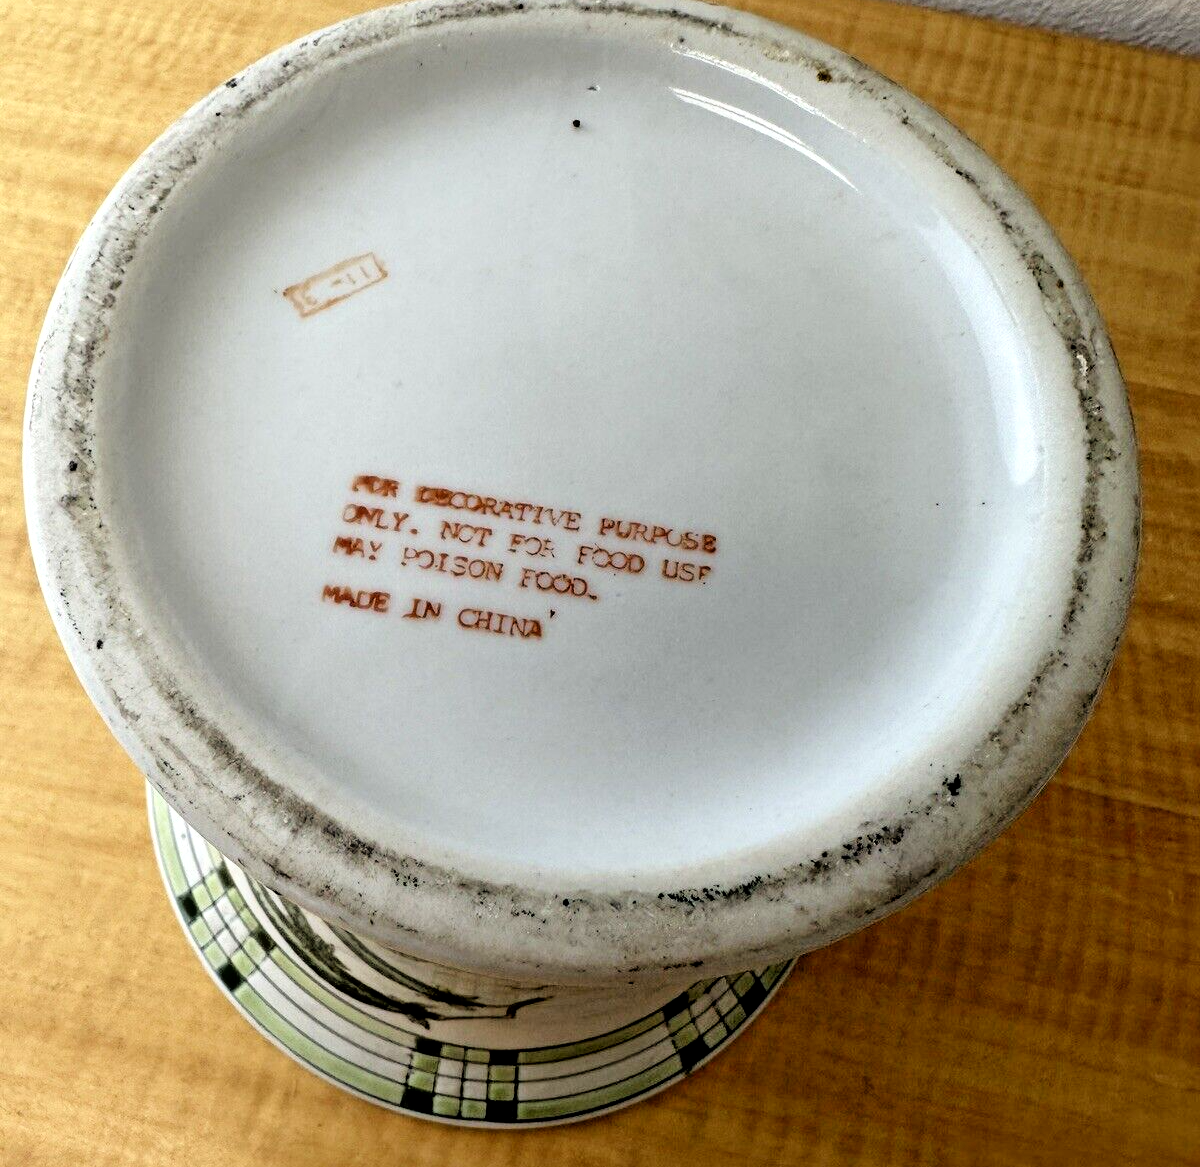 FOR DECORATIVE PURPOSE
ONLY. NOT FOR FOOD USE
MAY POISON FOOD.
MADE IN CHINA